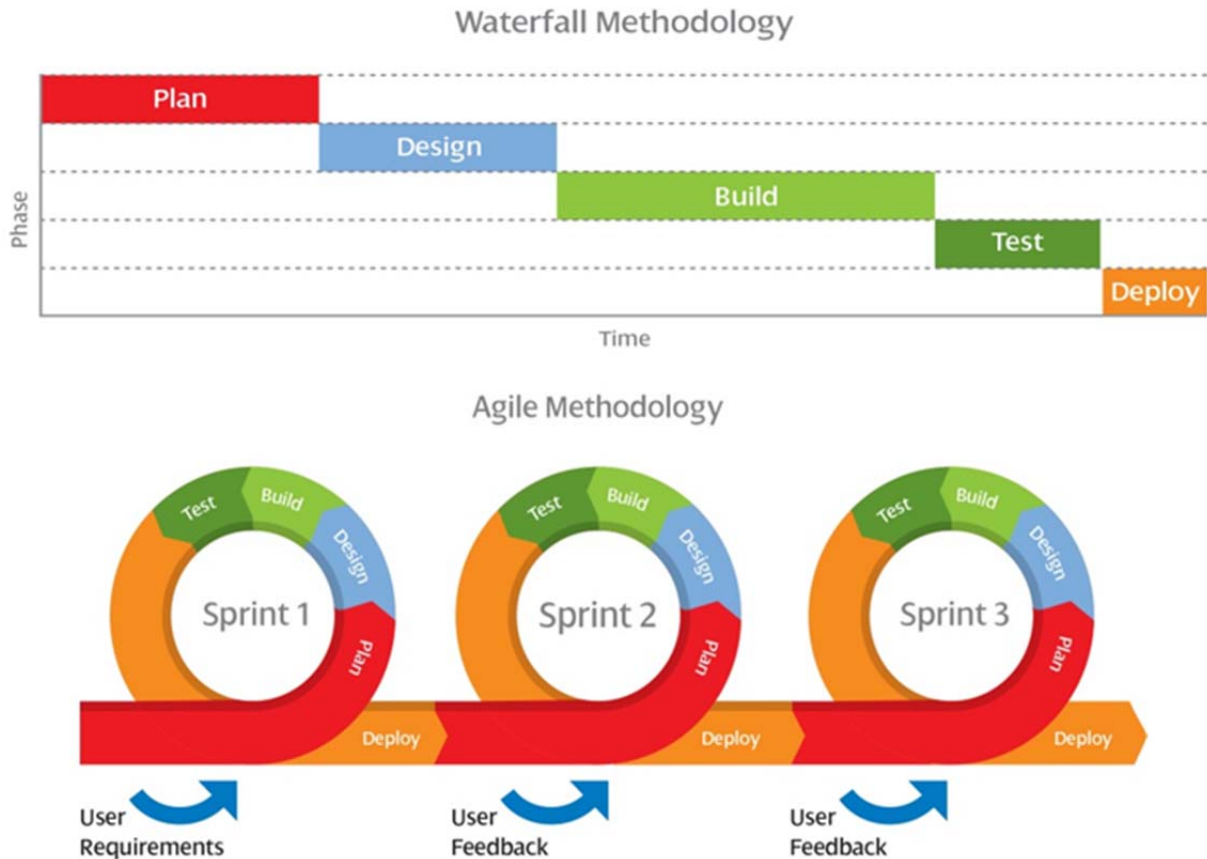 Waterfall Methodology
Plan
Design
Build
Test
Deploy
Phase
Time
Agile Methodology
Test
Build
Design
Plan
Sprint 1
Deploy
Test
Build
Design
Plan
Sprint 2
Deploy
Test
Build
Design
Plan
Sprint 3
Deploy
User
Requirements
User
Feedback
User
Feedback